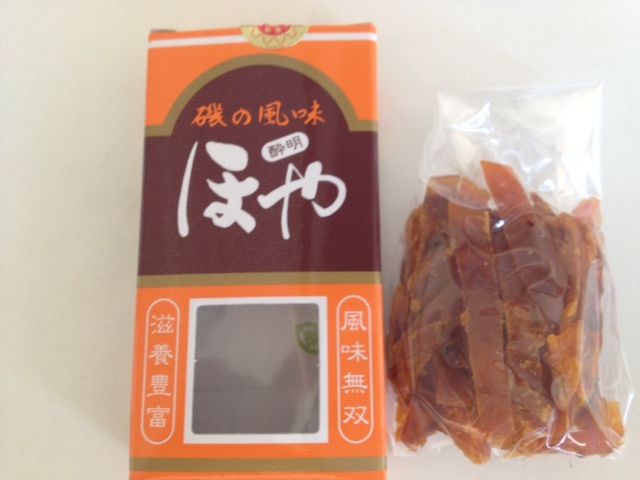 磯の風味
酔明
ほや
風味無双
滋養豊富